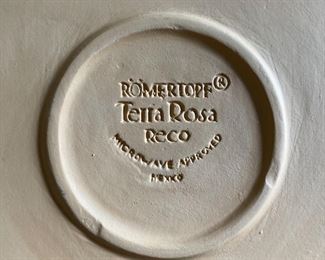 RÖMERTOPF®
Terra Rosa
RECO
MICROWAVE APPROVED
MEXICO